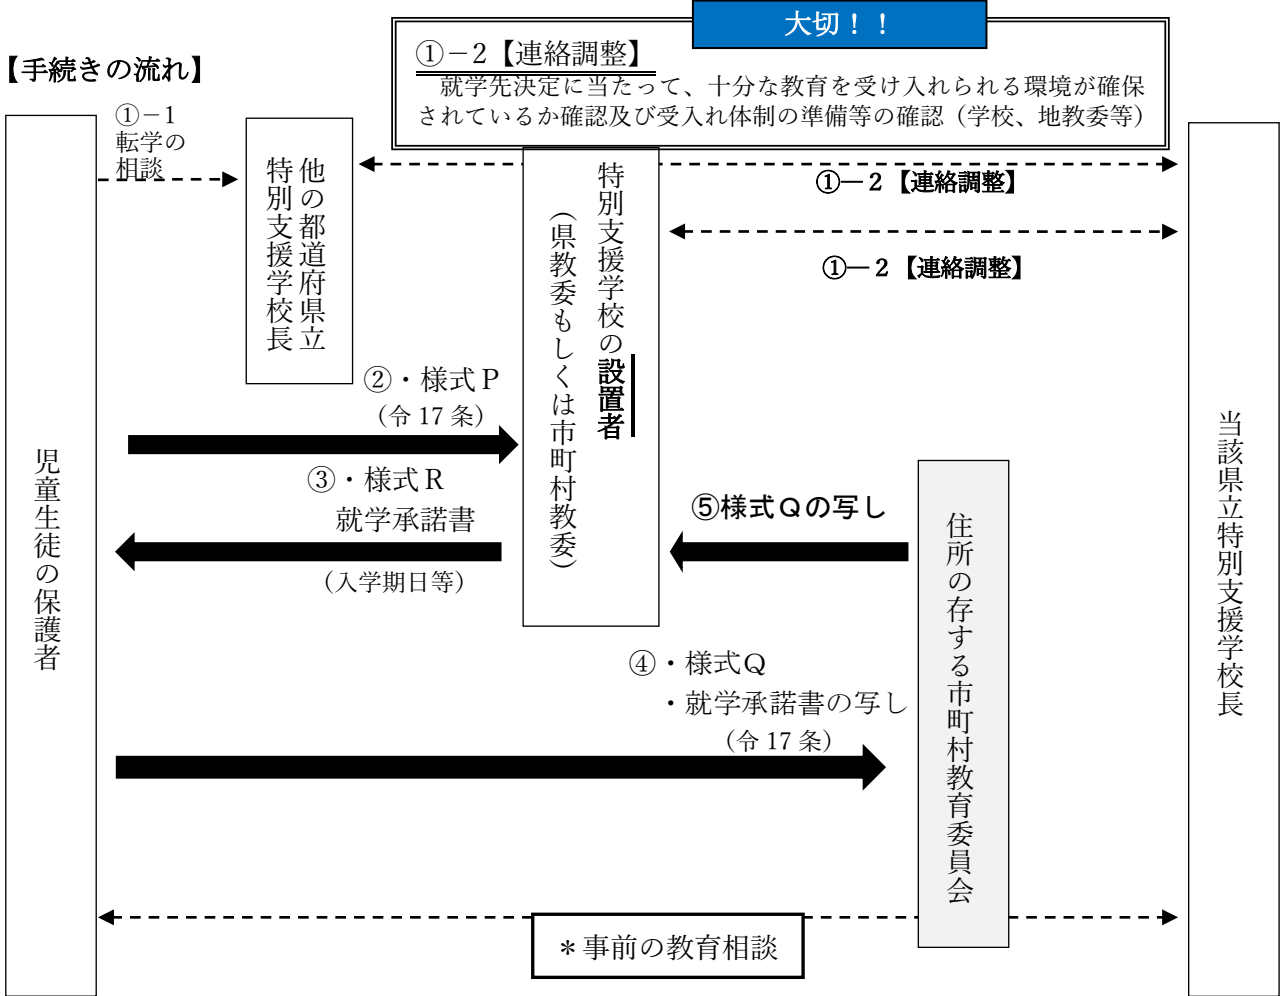 大切！！
①－2【連絡調整】
就学先決定に当たって、十分な教育を受け入れられる環境が確保
されているか確認及び受入れ体制の準備等の確認（学校、地教委等）
【手続きの流れ】
①－1
転学の
相談
他の都道府県立
特別支援学校長
特別支援学校の設置者
（県教委もしくは市町村教委）
①－２【連絡調整】
①－２【連絡調整】
②・様式Ｐ
（令 17 条）
③・様式Ｒ
就学承諾書
（入学期日等）
⑤様式Ｑの写し
④・様式Ｑ
・就学承諾書の写し
（令 17 条）
児童生徒の保護者
住所の存する市町村教育委員会
当該県立特別支援学校長
＊事前の教育相談